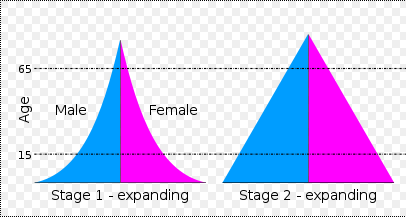 65
Age
Male
Female
15
Stage 1 - expanding
Stage 2 - expanding